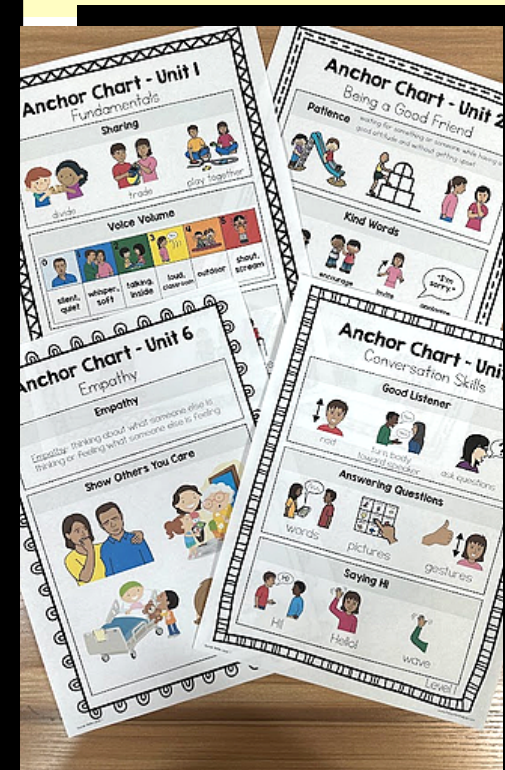 Anchor Chart - Unit 1
Fundamentals
Sharing
divide
trade
play together
Voice Volume
0
1
2
3
4
5
silent, quiet
whisper, soft
talking, inside
loud, classroom
outdoor
shout, scream
Anchor Chart - Unit 2
Being a Good Friend
Patience
waiting for something or someone while having a
good attitude and without getting upset
Kind Words
encourage
invite
"I'm
sorry."
Anchor Chart - Unit 6
Empathy
Empathy
Empathy: thinking about what someone else is
thinking or feeling what someone else is feeling
Show Others You Care
Anchor Chart - Unit
Conversation Skills
Good Listener
nod
turn body
toward speaker
ask questions
Answering Questions
words
pictures
gestures
Saying Hi
Hi!
Hi!
Hello!
wave
Level 1